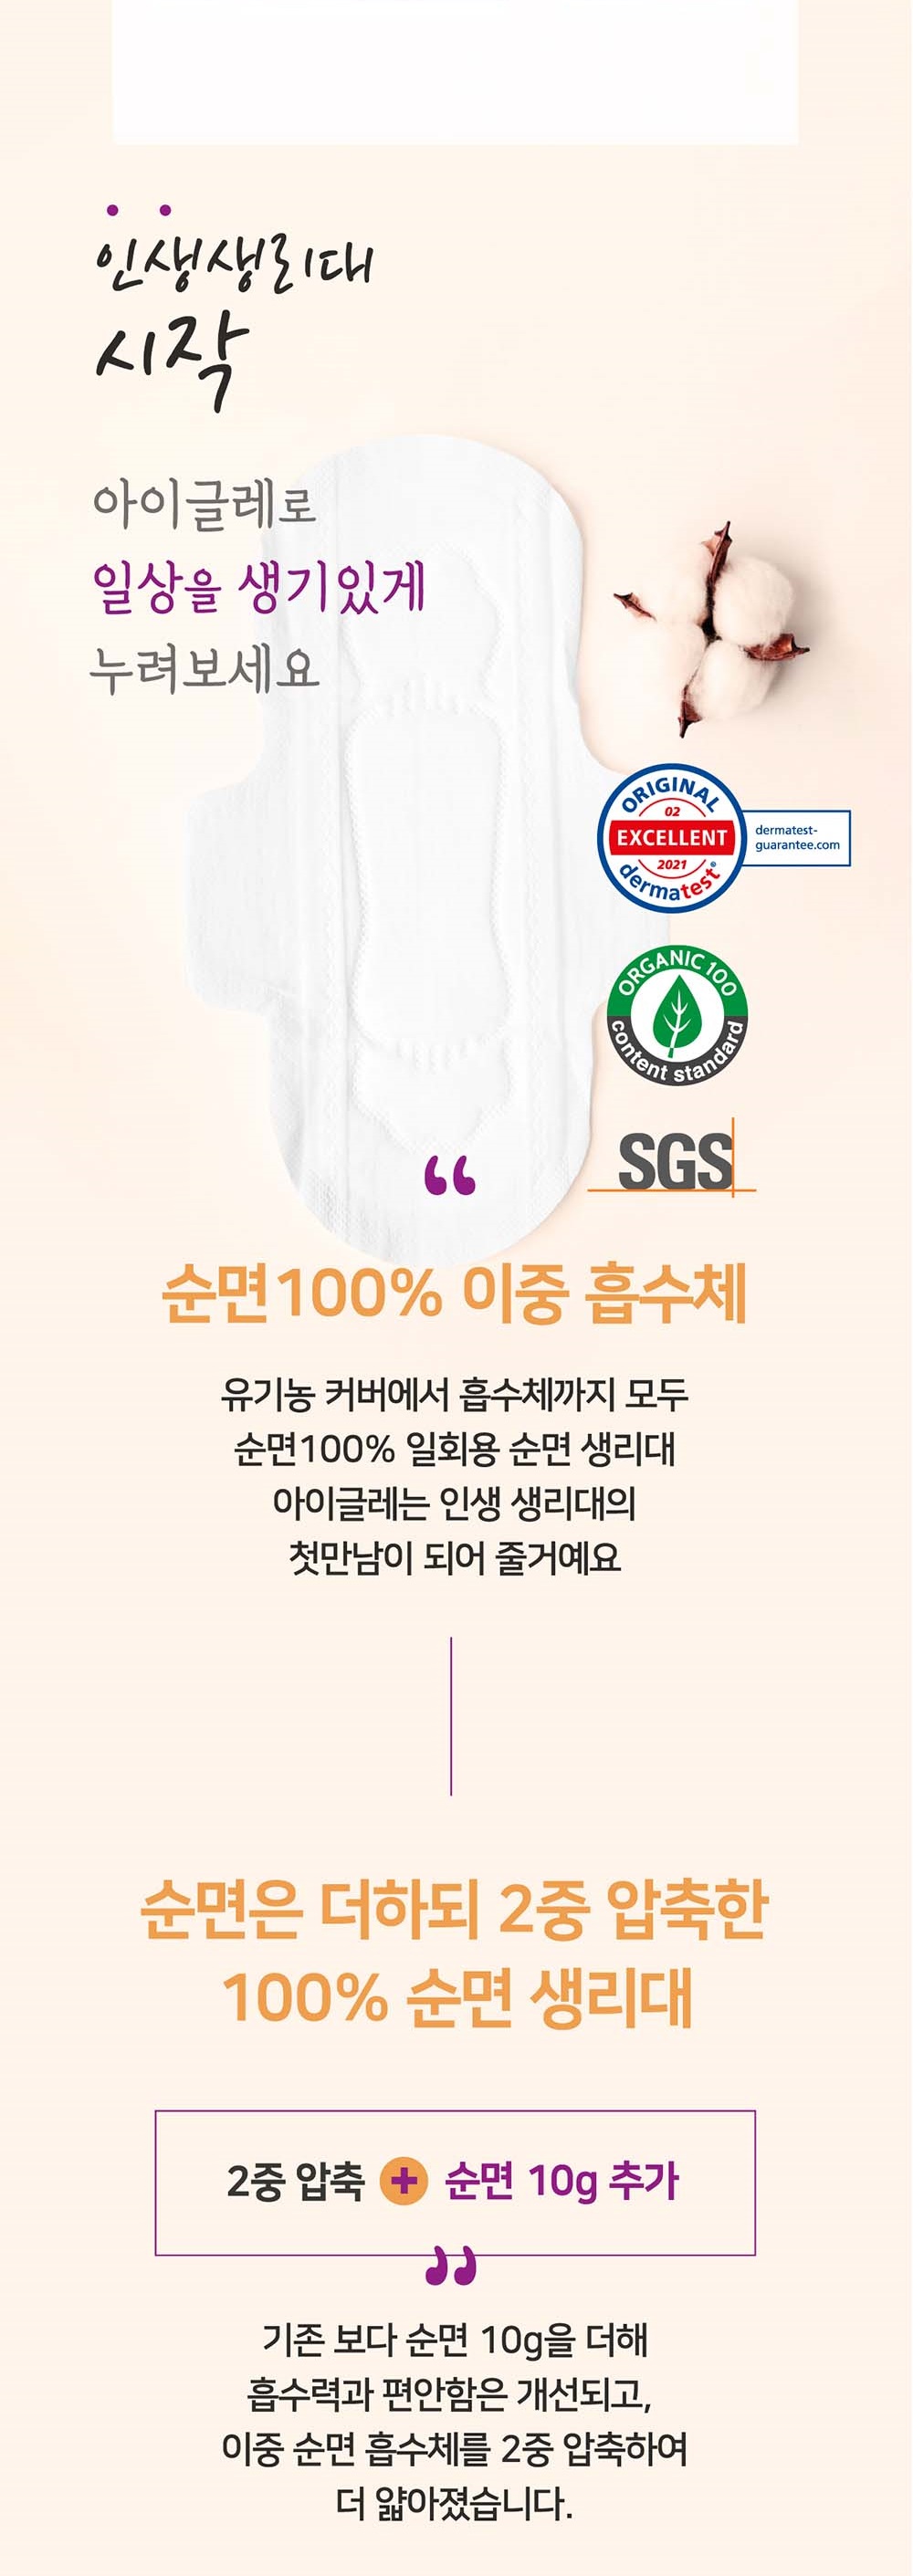 인생생리대
시작
아이글레로
일상을 생기있게
누려보세요
ORIGINAL
02
EXCELLENT
2021
dermatest®
dermatest-
guarantee.com
ORGANIC 100
content standard
SGS
“
순면100% 이중 흡수체
유기농 커버에서 흡수체까지 모두
순면100% 일회용 순면 생리대
아이글레는 인생 생리대의
첫만남이 되어 줄거예요
순면은 더하되 2중 압축한
100% 순면 생리대
2중 압축 + 순면 10g 추가
”
기존 보다 순면 10g을 더해
흡수력과 편안함은 개선되고,
이중 순면 흡수체를 2중 압축하여
더 얇아졌습니다.